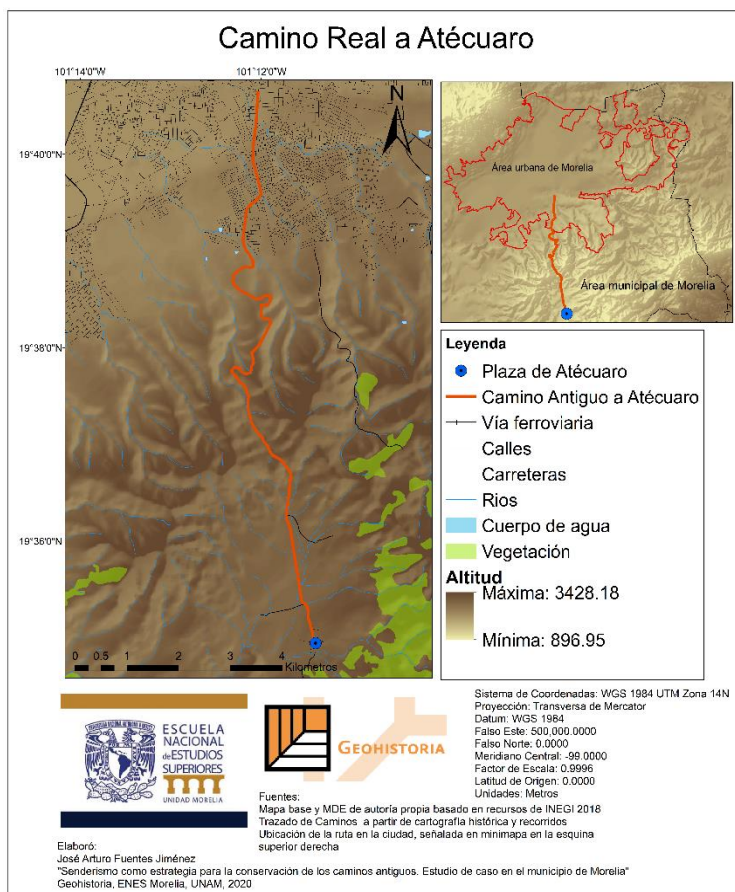 Camino Real a Atécuaro
101°14'0"W
101°12'0"W
N
19°40'0"N
19°38'0"N
19°36'0"N
0 0.5 1 2 3 4
Kilometros
Área urbana de Morelia
Área municipal de Morelia
Leyenda
Plaza de Atécuaro
Camino Antiguo a Atécuaro
Vía ferroviaria
Calles
Carreteras
Rios
Cuerpo de agua
Vegetación
Altitud
Máxima: 3428.18
Mínima: 896.95
ESCUELA
NACIONAL
de ESTUDIOS
SUPERIORES
UNIDAD MORELIA
GEOHISTORIA
Sistema de Coordenadas: WGS 1984 UTM Zona 14N
Proyección: Transversa de Mercator
Datum: WGS 1984
Falso Este: 500,000.0000
Falso Norte: 0.0000
Meridiano Central: -99.0000
Factor de Escala: 0.9996
Latitud de Origen: 0.0000
Unidades: Metros
Fuentes:
Mapa base y MDE de autoría propia basado en recursos de INEGI 2018
Trazado de Caminos a partir de cartografía histórica y recorridos
Ubicación de la ruta en la ciudad, señalada en minimapa en la esquina
superior derecha
Elaboró:
José Arturo Fuentes Jiménez
"Senderismo como estrategia para la conservación de los caminos antiguos. Estudio de caso en el municipio de Morelia"
Geohistoria, ENES Morelia, UNAM, 2020